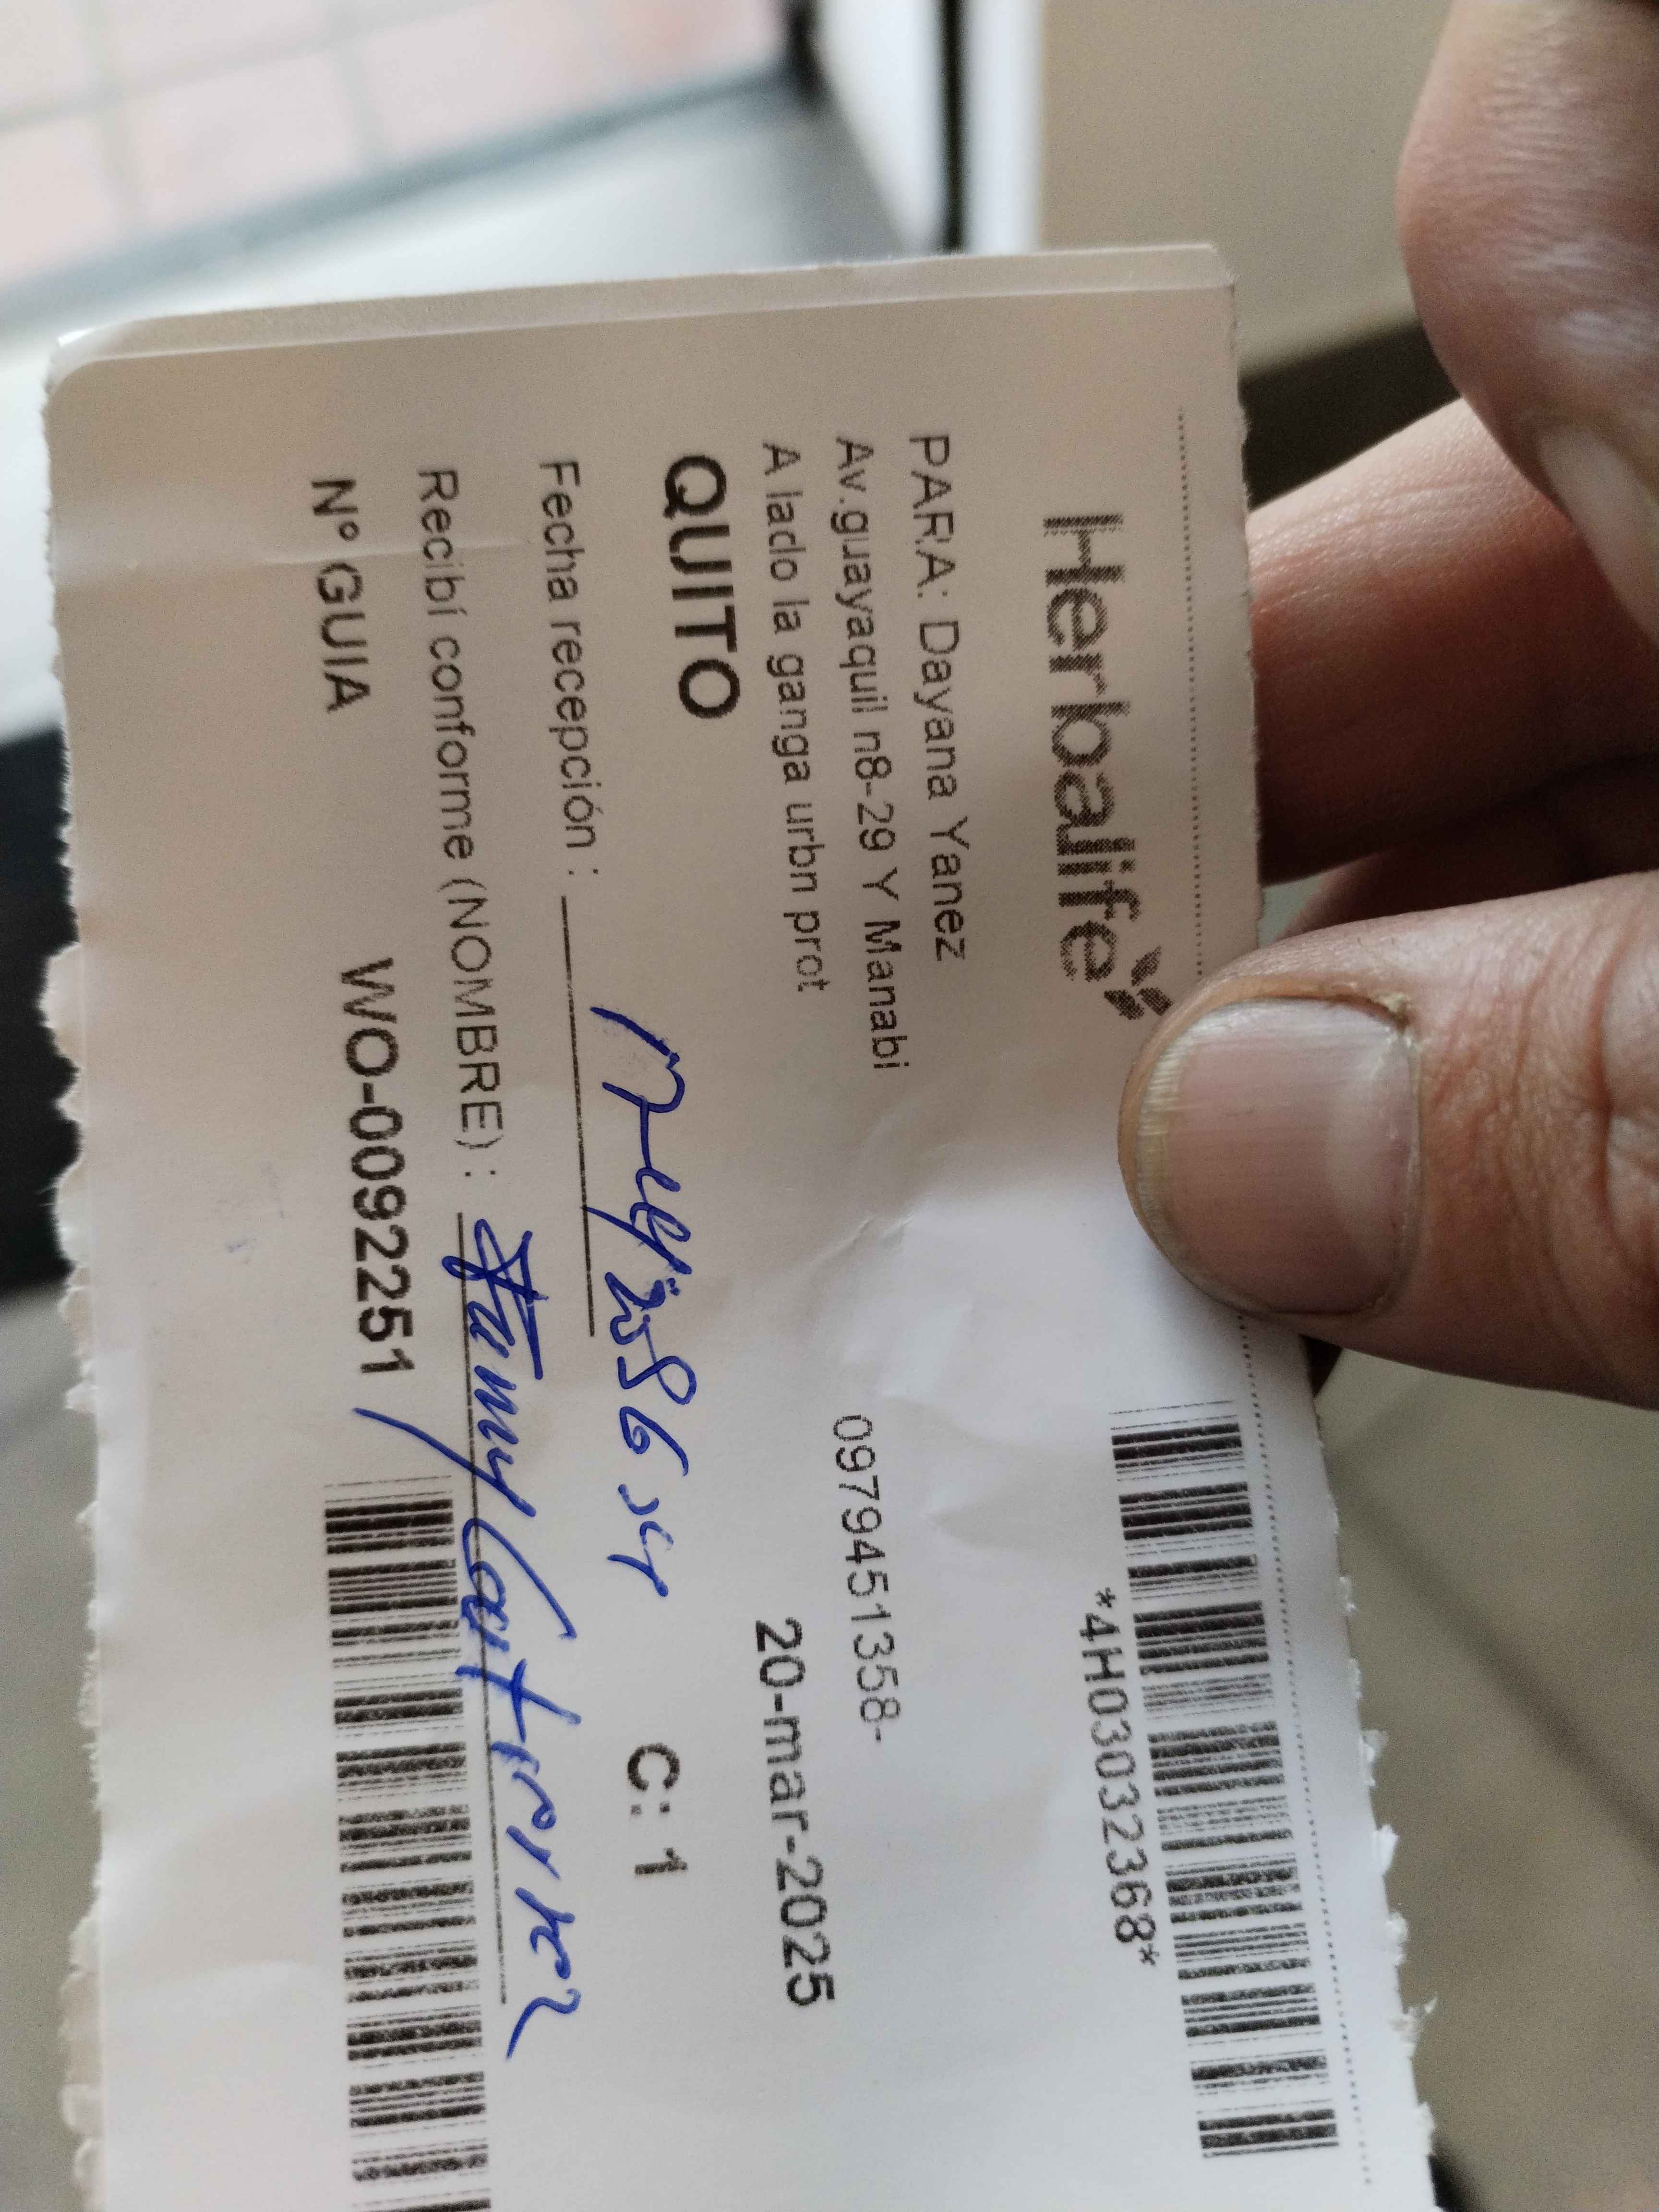 Herbalife
*4H03032368*
PARA: Dayana Yanez
Av.guayaquil n8-29 Y Manabi 0979451358-
A lado la ganga urbn prot 20-mar-2025
QUITO
C: 1
Fecha recepción :
Recibí conforme (NOMBRE) :
Nº GUIA WO-0092251